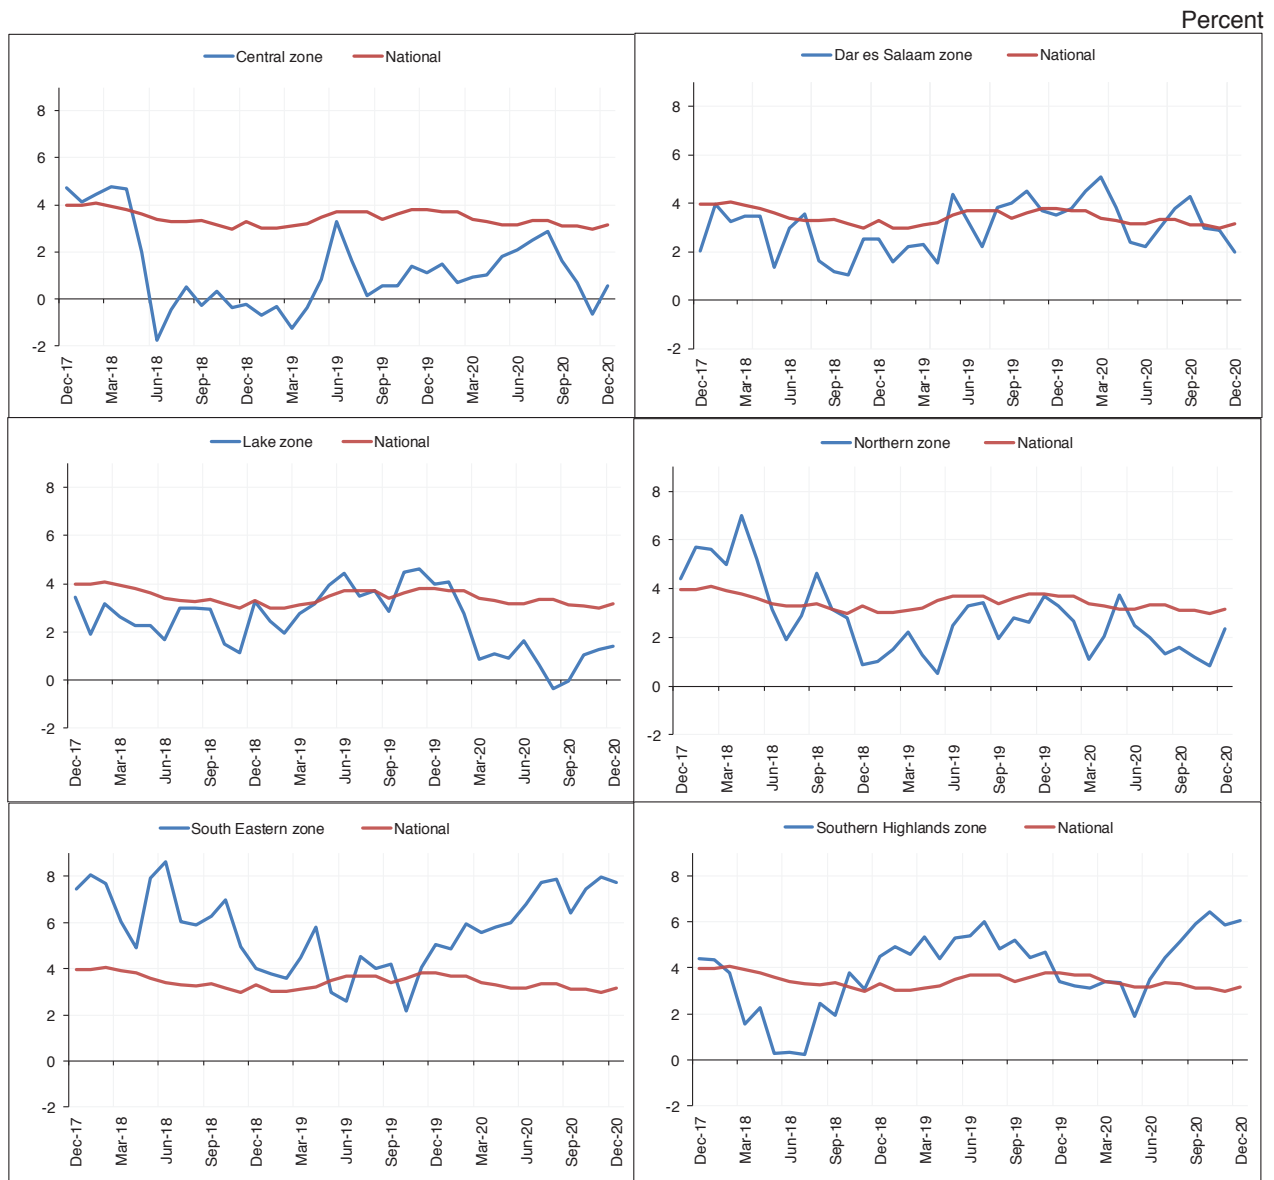 Percent
Central zone National
8
6
4
2
0
-2
Dec-17 Mar-18 Jun-18 Sep-18 Dec-18 Mar-19 Jun-19 Sep-19 Dec-19 Mar-20 Jun-20 Sep-20 Dec-20
Dar es Salaam zone National
8
6
4
2
0
-2
Dec-17 Mar-18 Jun-18 Sep-18 Dec-18 Mar-19 Jun-19 Sep-19 Dec-19 Mar-20 Jun-20 Sep-20 Dec-20
Lake zone National
8
6
4
2
0
-2
Dec-17 Mar-18 Jun-18 Sep-18 Dec-18 Mar-19 Jun-19 Sep-19 Dec-19 Mar-20 Jun-20 Sep-20 Dec-20
Northern zone National
8
6
4
2
0
-2
Dec-17 Mar-18 Jun-18 Sep-18 Dec-18 Mar-19 Jun-19 Sep-19 Dec-19 Mar-20 Jun-20 Sep-20 Dec-20
South Eastern zone National
8
6
4
2
0
-2
Dec-17 Mar-18 Jun-18 Sep-18 Dec-18 Mar-19 Jun-19 Sep-19 Dec-19 Mar-20 Jun-20 Sep-20 Dec-20
Southern Highlands zone National
8
6
4
2
0
-2
Dec-17 Mar-18 Jun-18 Sep-18 Dec-18 Mar-19 Jun-19 Sep-19 Dec-19 Mar-20 Jun-20 Sep-20 Dec-20